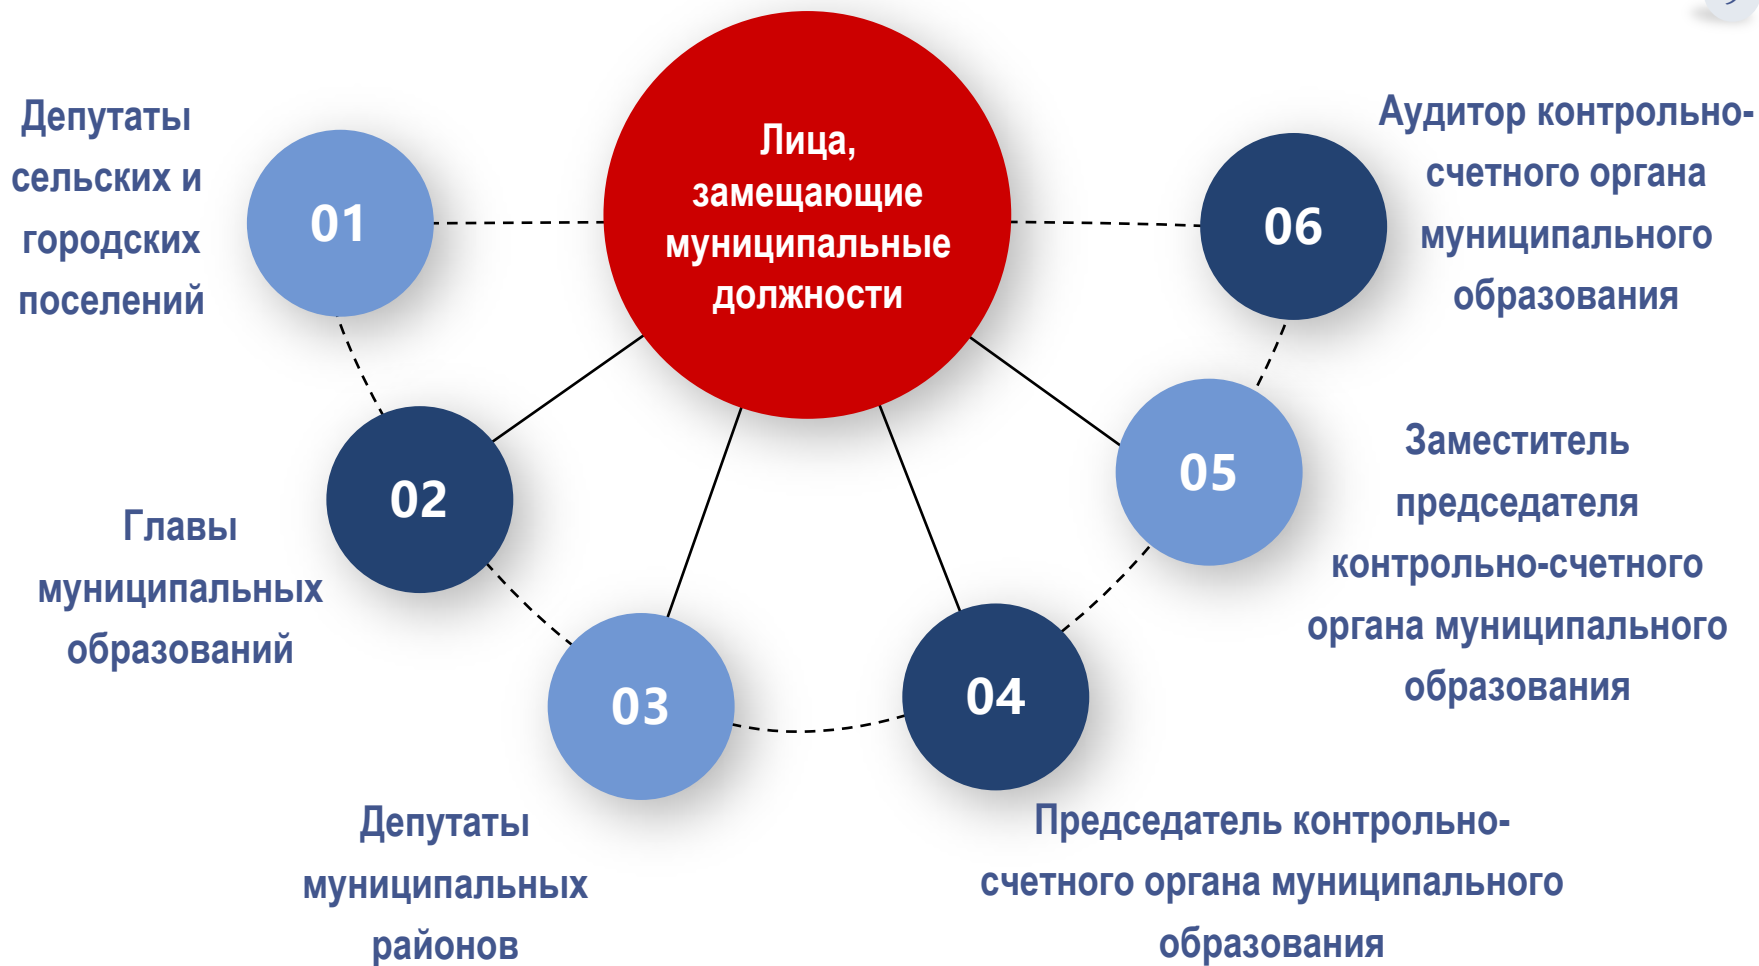 Лица,
замещающие
муниципальные
должности
01
Депутаты
сельских и
городских
поселений
02
Главы
муниципальных
образований
03
Депутаты
муниципальных
районов
04
Председатель контрольно-
счетного органа муниципального
образования
05
Заместитель
председателя
контрольно-счетного
органа муниципального
образования
06
Аудитор контрольно-
счетного органа
муниципального
образования